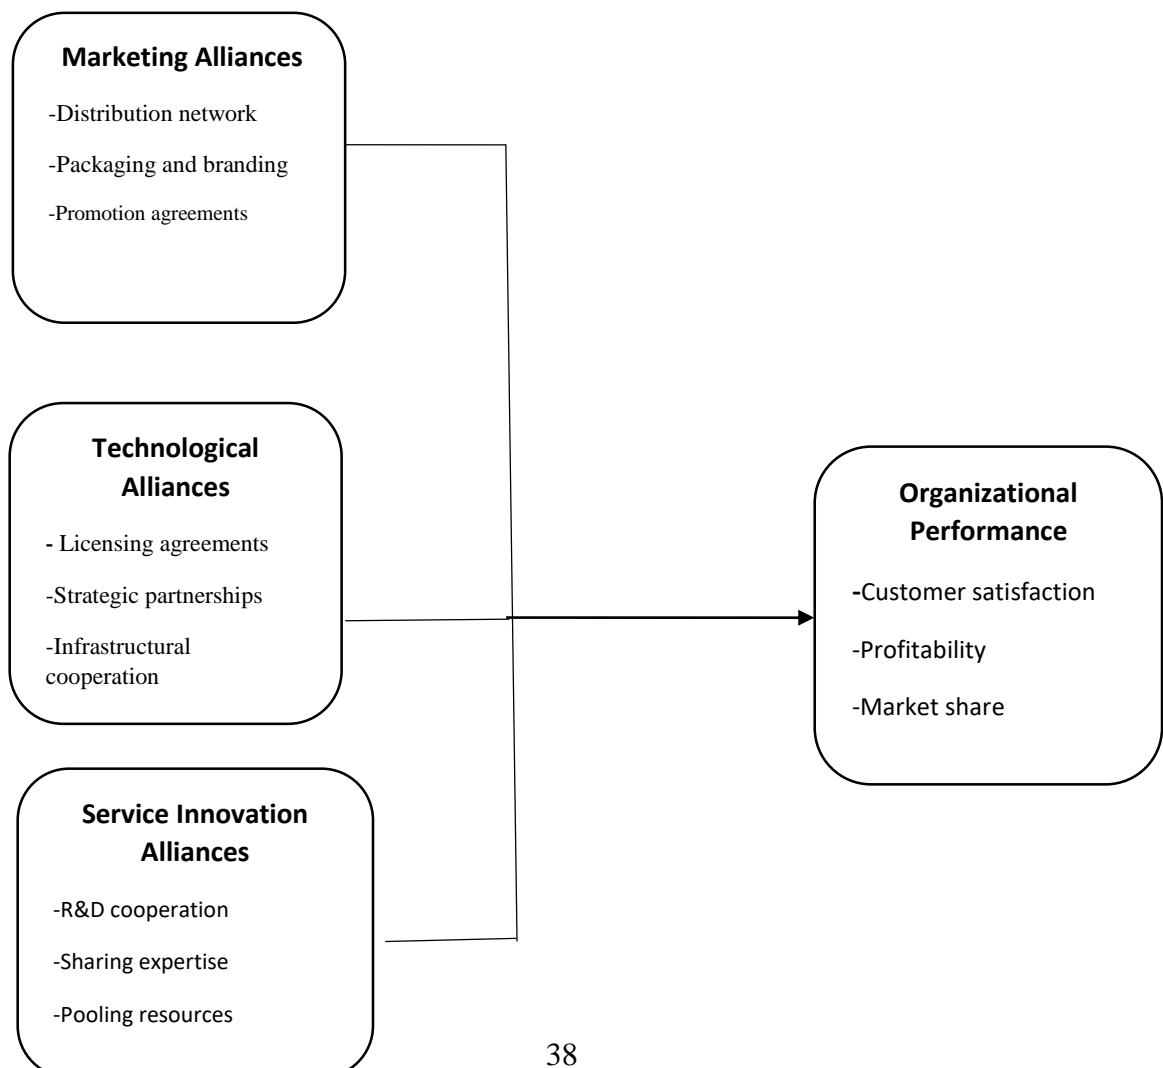 Marketing Alliances
-Distribution network
-Packaging and branding
-Promotion agreements
Technological
Alliances
- Licensing agreements
-Strategic partnerships
-Infrastructural
cooperation
Service Innovation
Alliances
-R&D cooperation
-Sharing expertise
-Pooling resources
Organizational
Performance
-Customer satisfaction
-Profitability
-Market share
38